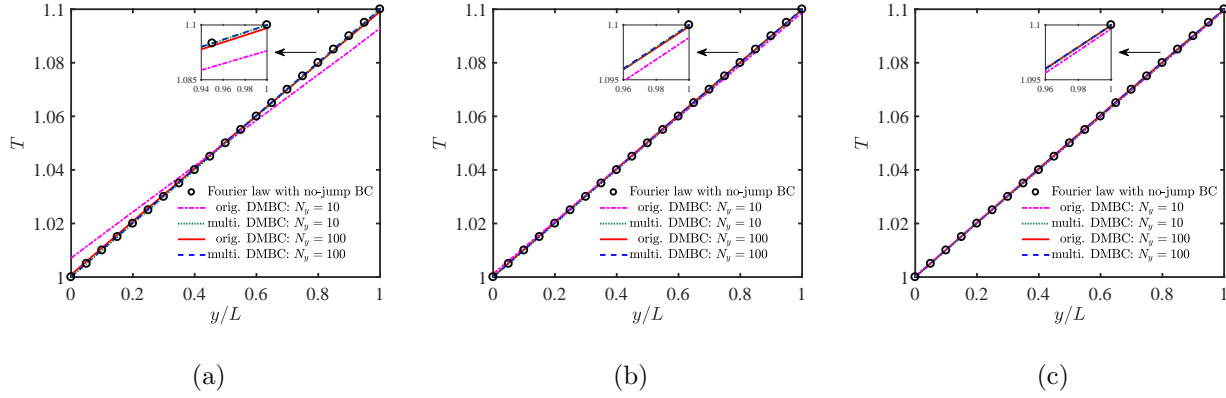 1.1
1.08
1.06
1.04
1.02
1
T
0
0.2
0.4
0.6
0.8
1
y/L
1.1
1.085
0.94
0.96
0.98
1
Fourier law with no-jump BC
orig. DMBC: N_y = 10
multi. DMBC: N_y = 10
orig. DMBC: N_y = 100
multi. DMBC: N_y = 100
(a)
1.1
1.08
1.06
1.04
1.02
1
T
0
0.2
0.4
0.6
0.8
1
y/L
1.1
1.095
0.96
0.98
1
Fourier law with no-jump BC
orig. DMBC: N_y = 10
multi. DMBC: N_y = 10
orig. DMBC: N_y = 100
multi. DMBC: N_y = 100
(b)
1.1
1.08
1.06
1.04
1.02
1
T
0
0.2
0.4
0.6
0.8
1
y/L
1.1
1.095
0.96
0.98
1
Fourier law with no-jump BC
orig. DMBC: N_y = 10
multi. DMBC: N_y = 10
orig. DMBC: N_y = 100
multi. DMBC: N_y = 100
(c)